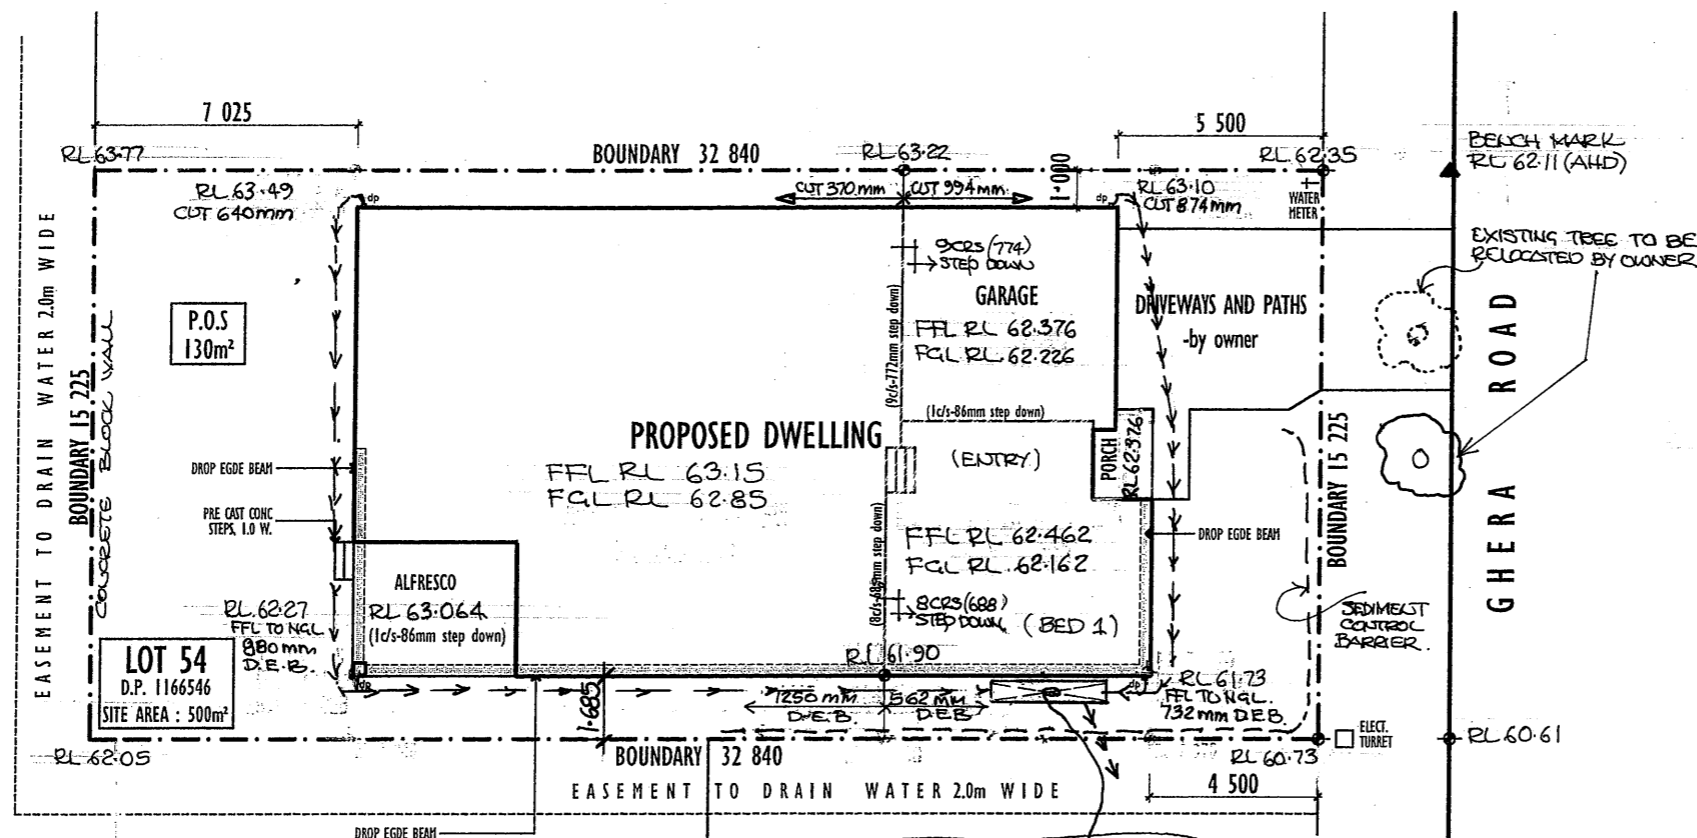 7 025
5 500
BENCH MARK
RL 62.11 (AHD)
RL 63.77
BOUNDARY 32 840
RL 63.22
RL 62.35
RL 63.49
CUT 640mm
dp
CUT 370mm
CUT 994mm
1 000
dp
RL 63.10
CUT 874mm
WATER
METER
EXISTING TREE TO BE
RELOCATED BY OWNER
9CRS (774)
STEP DOWN
GARAGE
FFL RL 62.376
FGL RL 62.226
(9c/s-772mm step down)
DRIVEWAYS AND PATHS
-by owner
P.O.S
130m²
EASEMENT TO DRAIN WATER 2.0m WIDE
BOUNDARY 15 225
CONCRETE BLOCK WALL
(1c/s-86mm step down)
PROPOSED DWELLING
FFL RL 63.15
FGL RL 62.85
(ENTRY)
PORCH
RL 62.376
BOUNDARY 15 225
GHERA ROAD
DROP EGDE BEAM
PRE CAST CONC
STEPS, 1.0 W.
FFL RL 62.462
FGL RL 62.162
DROP EGDE BEAM
ALFRESCO
RL 63.064
(1c/s-86mm step down)
8CRS (688)
STEP DOWN
(BED 1)
SEDIMENT
CONTROL
BARRIER.
RL 62.27
FFL TO NGL
880mm
D.E.B.
LOT 54
D.P. 1166546
SITE AREA : 500m²
RL 61.90
dp
dp
1250 mm
D.E.B.
562 mm
D.E.B
RL 61.73
FFL TO NGL.
732mm D.E.B.
1.685
ELECT.
TURRET
RL 60.61
RL 62.05
BOUNDARY 32 840
RL 60.73
EASEMENT TO DRAIN WATER 2.0m WIDE
4 500
DROP EGDE BEAM